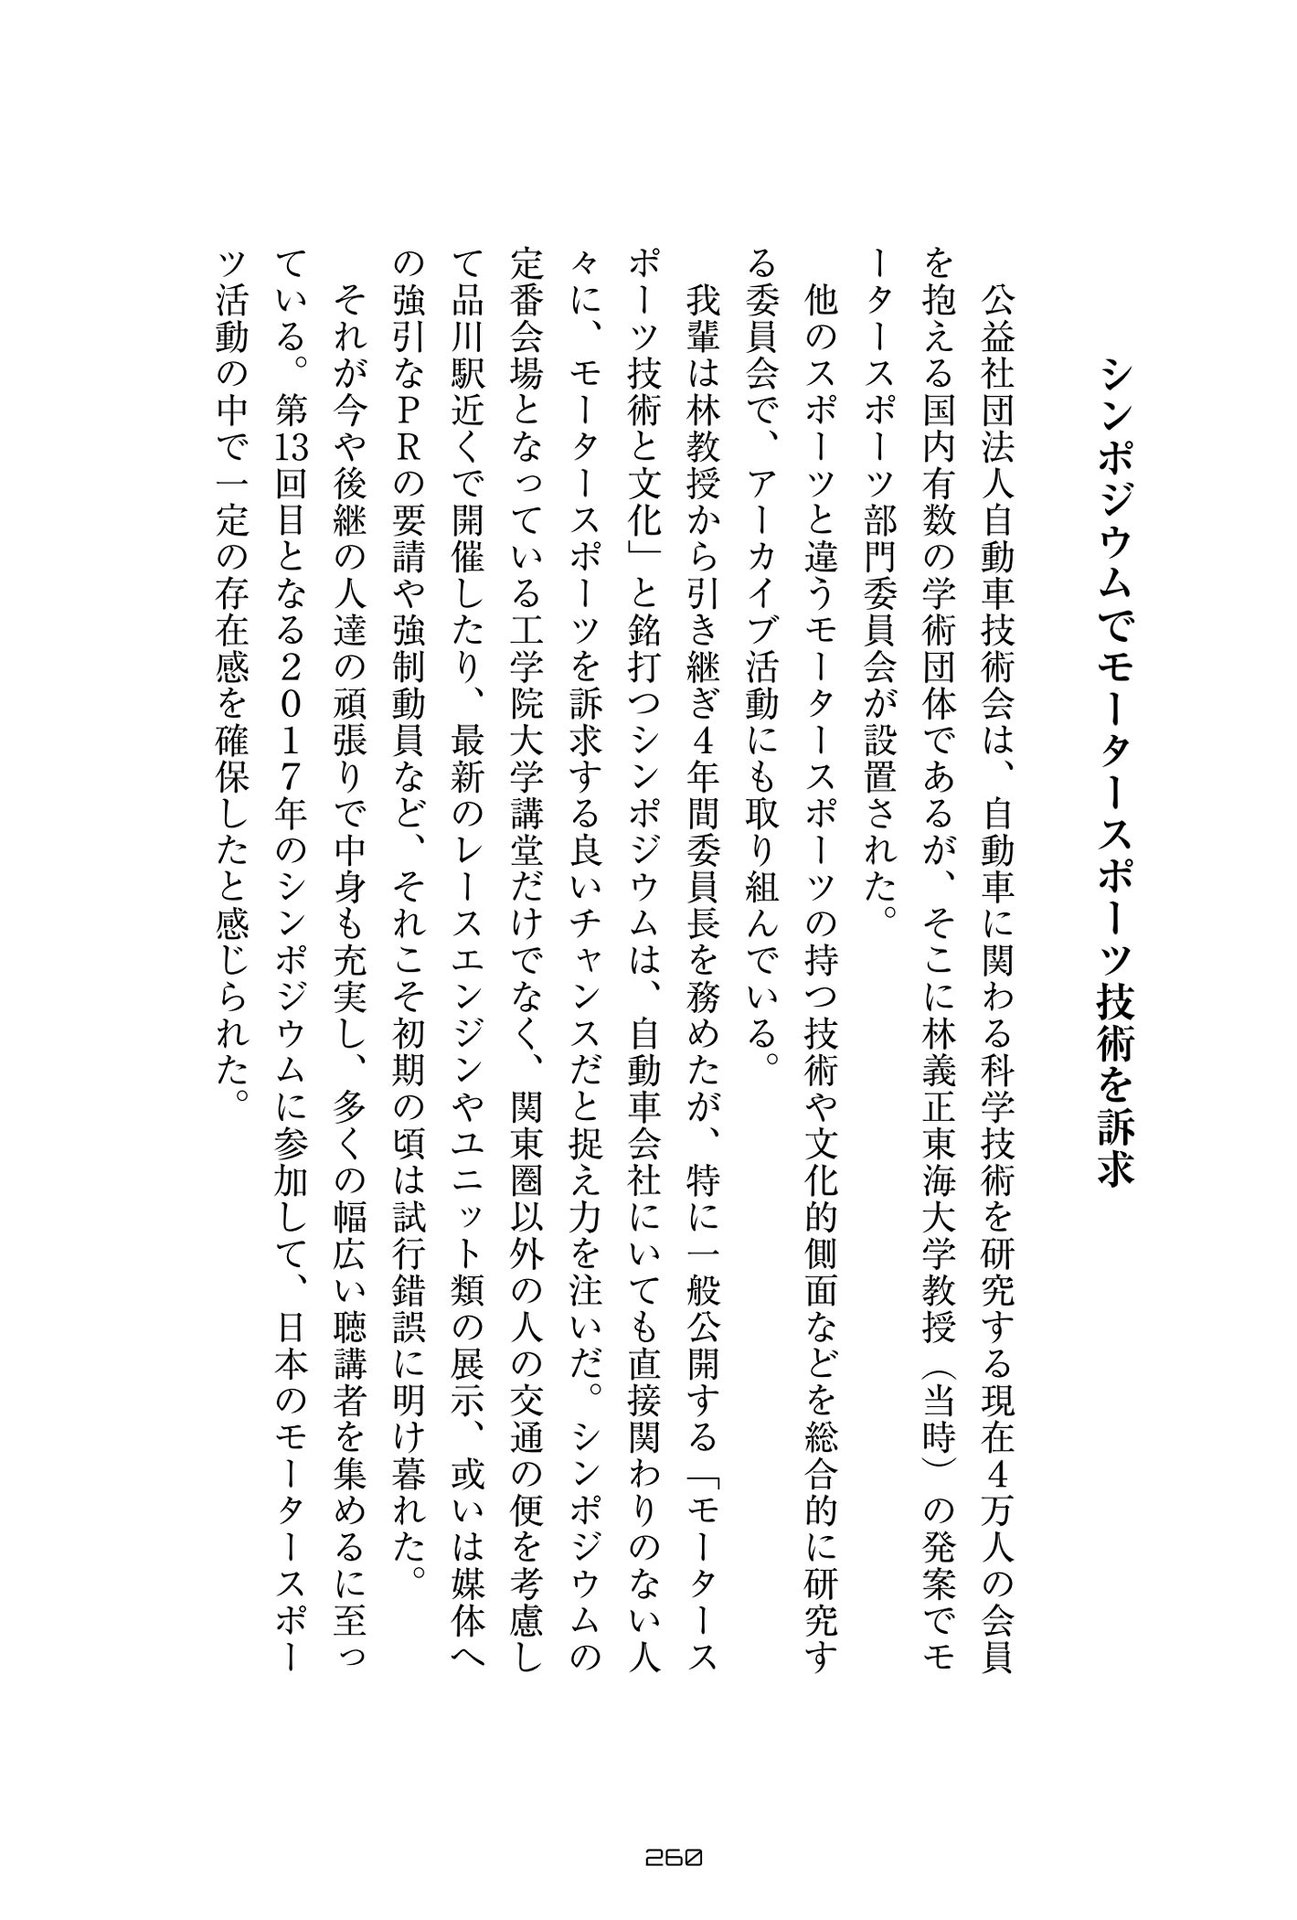 シンポジウムでモータースポーツ技術を訴求
公益社団法人自動車技術会は、自動車に関わる科学技術を研究する現在４万人の会員
を抱える国内有数の学術団体であるが、そこに林義正東海大学教授（当時）の発案でモ
ータースポーツ部門委員会が設置された。
他のスポーツと違うモータースポーツの持つ技術や文化的側面などを総合的に研究す
る委員会で、アーカイブ活動にも取り組んでいる。
我輩は林教授から引き継ぎ４年間委員長を務めたが、特に一般公開する「モータース
ポーツ技術と文化」と銘打つシンポジウムは、自動車会社にいても直接関わりのない人
々に、モータースポーツを訴求する良いチャンスだと捉え力を注いだ。シンポジウムの
定番会場となっている工学院大学講堂だけでなく、関東圏以外の人の交通の便を考慮し
て品川駅近くで開催したり、最新のレースエンジンやユニット類の展示、或いは媒体へ
の強引なＰＲの要請や強制動員など、それこそ初期の頃は試行錯誤に明け暮れた。
それが今や後継の人達の頑張りで中身も充実し、多くの幅広い聴講者を集めるに至っ
ている。第13回目となる２０１７年のシンポジウムに参加して、日本のモータースポー
ツ活動の中で一定の存在感を確保したと感じられた。
260